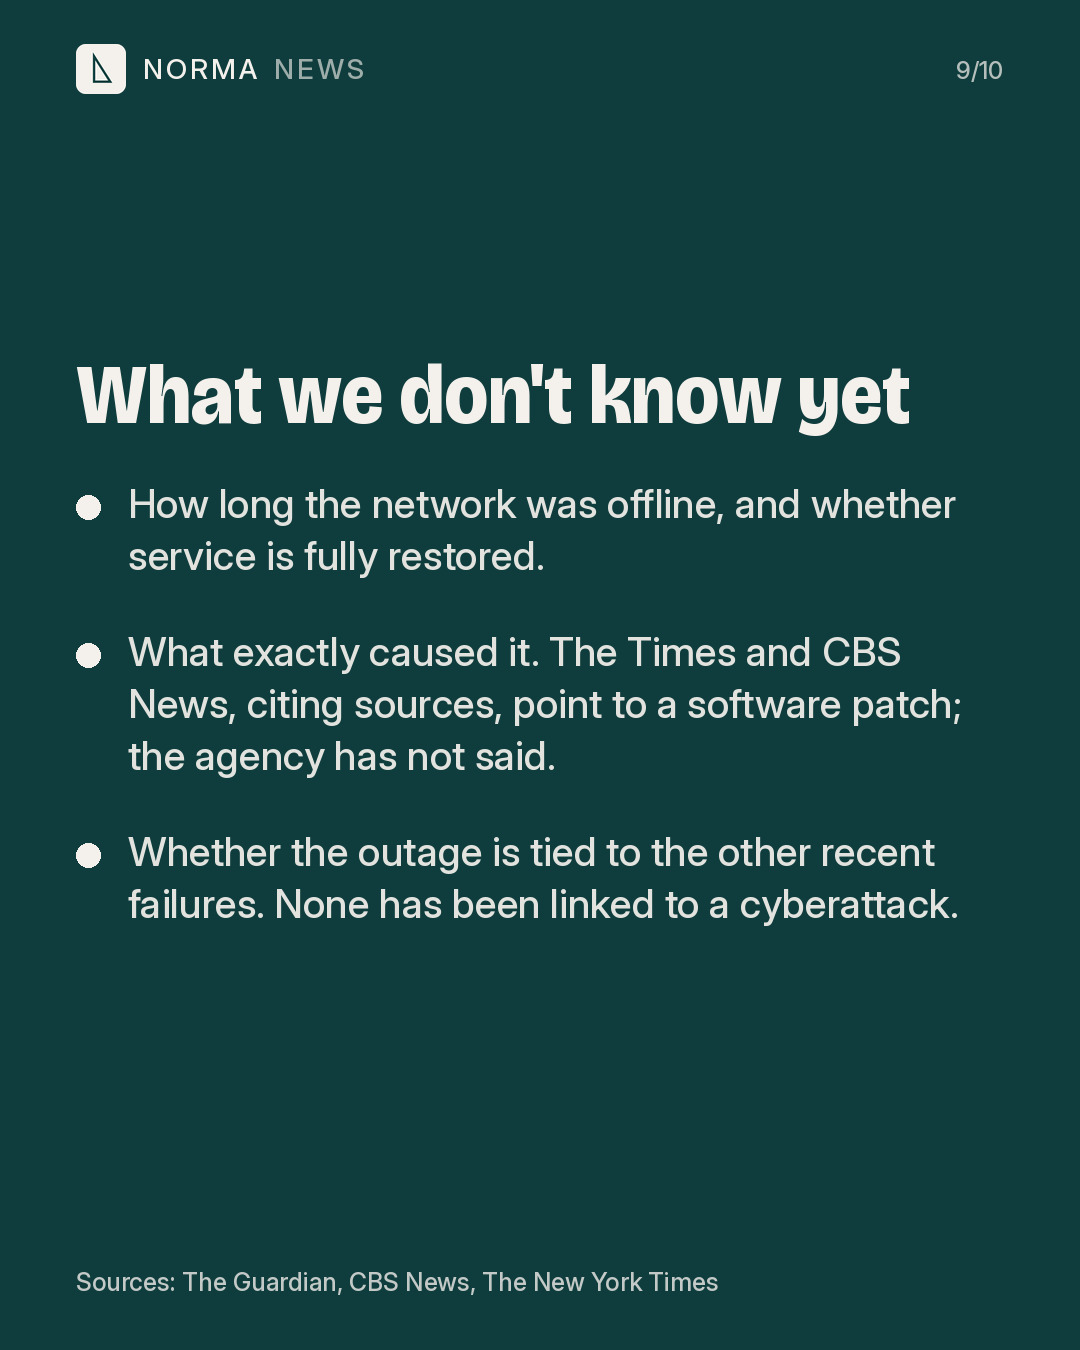 NORMA NEWS
9/10
What we don't know yet
How long the network was offline, and whether
service is fully restored.
What exactly caused it. The Times and CBS
News, citing sources, point to a software patch;
the agency has not said.
Whether the outage is tied to the other recent
failures. None has been linked to a cyberattack.
Sources: The Guardian, CBS News, The New York Times